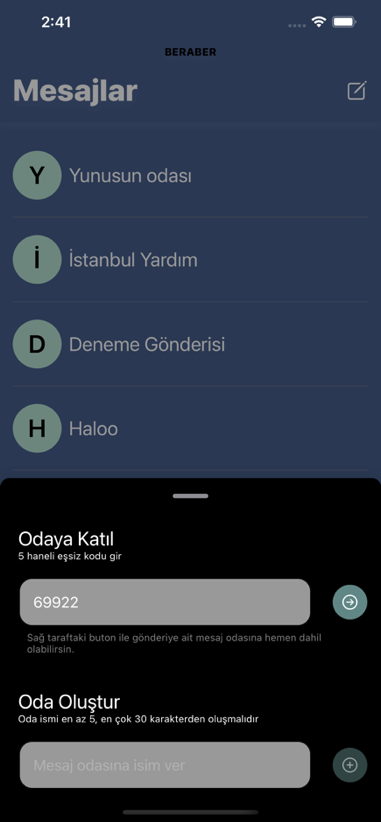 2:41
BERABER
Mesajlar
Y
Yunusun odası
İ
İstanbul Yardım
D
Deneme Gönderisi
H
Haloo
Odaya Katıl
5 haneli eşsiz kodu gir
69922
Sağ taraftaki buton ile gönderiye ait mesaj odasına hemen dahil
olabilirsin.
Oda Oluştur
Oda ismi en az 5, en çok 30 karakterden oluşmalıdır
Mesaj odasına isim ver